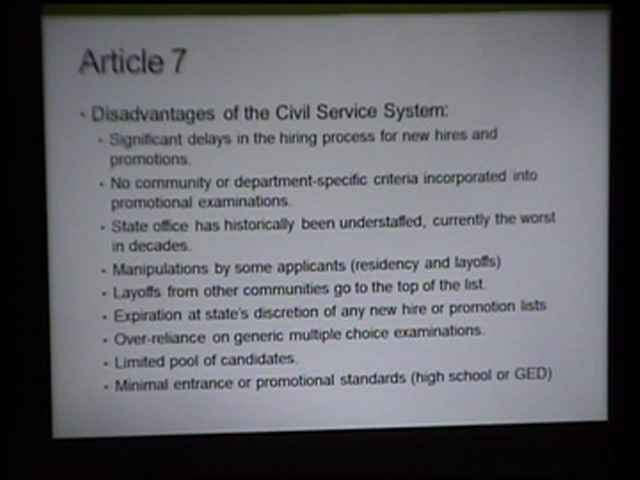 Article 7
• Disadvantages of the Civil Service System:
• Significant delays in the hiring process for new hires and
promotions.
• No community or department-specific criteria incorporated into
promotional examinations.
• State office has historically been understaffed, currently the worst
in decades.
• Manipulations by some applicants (residency and layoffs)
• Layoffs from other communities go to the top of the list.
• Expiration at state's discretion of any new hire or promotion lists
• Over-reliance on generic multiple choice examinations.
• Limited pool of candidates.
• Minimal entrance or promotional standards (high school or GED)